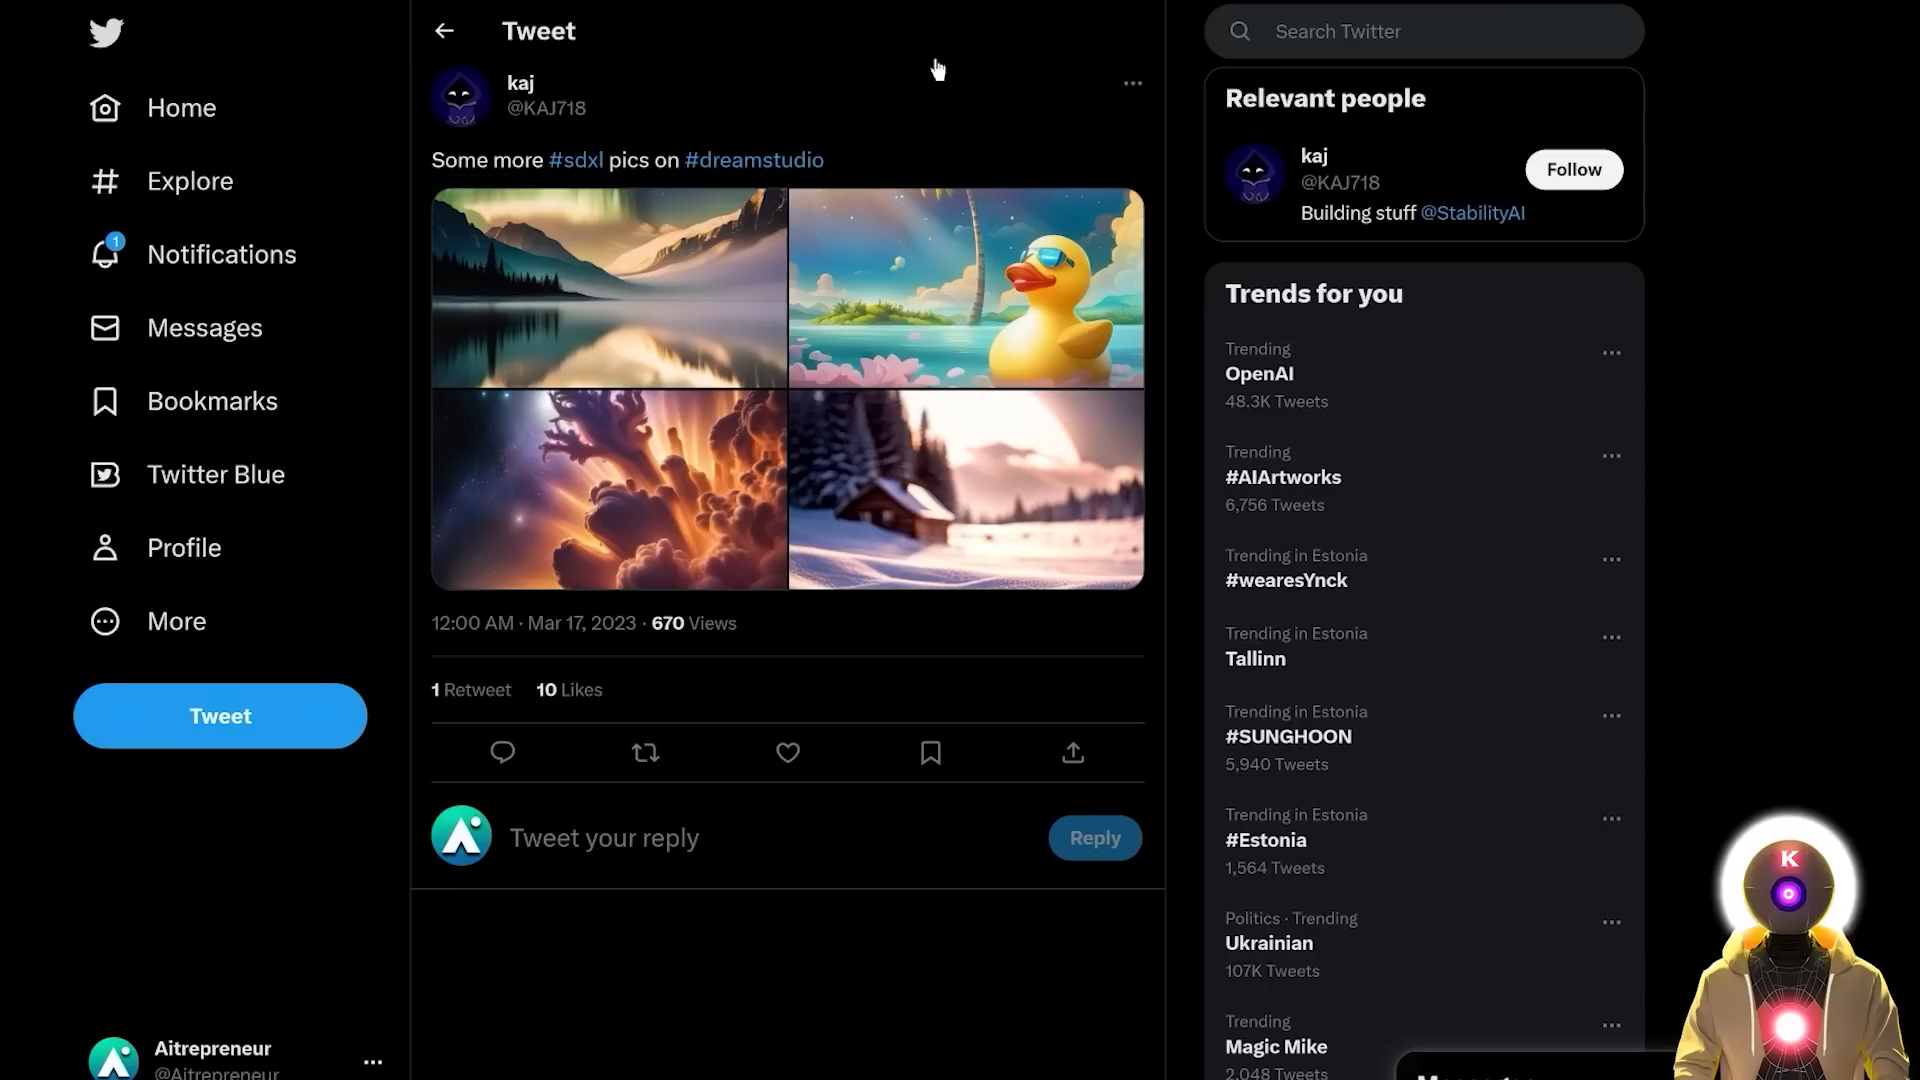 Home
Explore
1
Notifications
Messages
Bookmarks
Twitter Blue
Profile
More
Tweet
Aitrepreneur
@Aitrepreneur
Tweet
kaj
@KAJ718
Some more #sdxl pics on #dreamstudio
12:00 AM · Mar 17, 2023 · 670 Views
1 Retweet 10 Likes
Tweet your reply
Reply
Search Twitter
Relevant people
kaj
@KAJ718
Follow
Building stuff @StabilityAI
Trends for you
Trending
OpenAI
48.3K Tweets
Trending
#AIArtworks
6,756 Tweets
Trending in Estonia
#wearesYnck
Trending in Estonia
Tallinn
Trending in Estonia
#SUNGHOON
5,940 Tweets
Trending in Estonia
#Estonia
1,564 Tweets
Politics · Trending
Ukrainian
107K Tweets
Trending
Magic Mike
2,048 Tweets
K